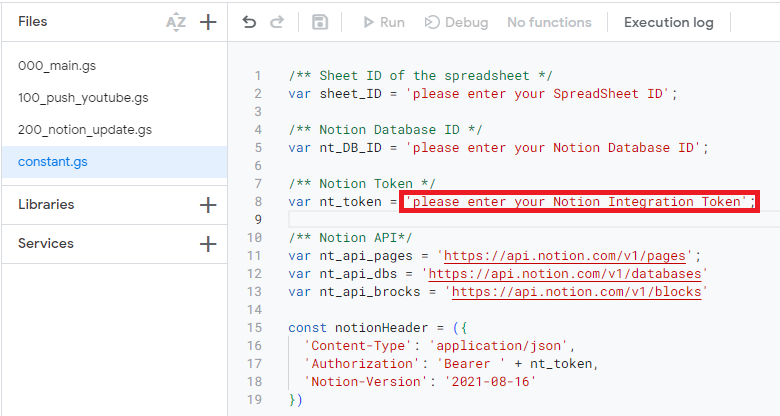 Files
AZ
Run
Debug
No functions
Execution log
000_main.gs
100_push_youtube.gs
200_notion_update.gs
constant.gs
Libraries
Services
1 /** Sheet ID of the spreadsheet */
2 var sheet_ID = 'please enter your SpreadSheet ID';
3
4 /** Notion Database ID */
5 var nt_DB_ID = 'please enter your Notion Database ID';
6
7 /** Notion Token */
8 var nt_token = 'please enter your Notion Integration Token';
9
10 /** Notion API*/
11 var nt_api_pages = 'https://api.notion.com/v1/pages';
12 var nt_api_dbs = 'https://api.notion.com/v1/databases'
13 var nt_api_brocks = 'https://api.notion.com/v1/blocks'
14
15 const notionHeader = ({
16 'Content-Type': 'application/json',
17 'Authorization': 'Bearer ' + nt_token,
18 'Notion-Version': '2021-08-16'
19 })